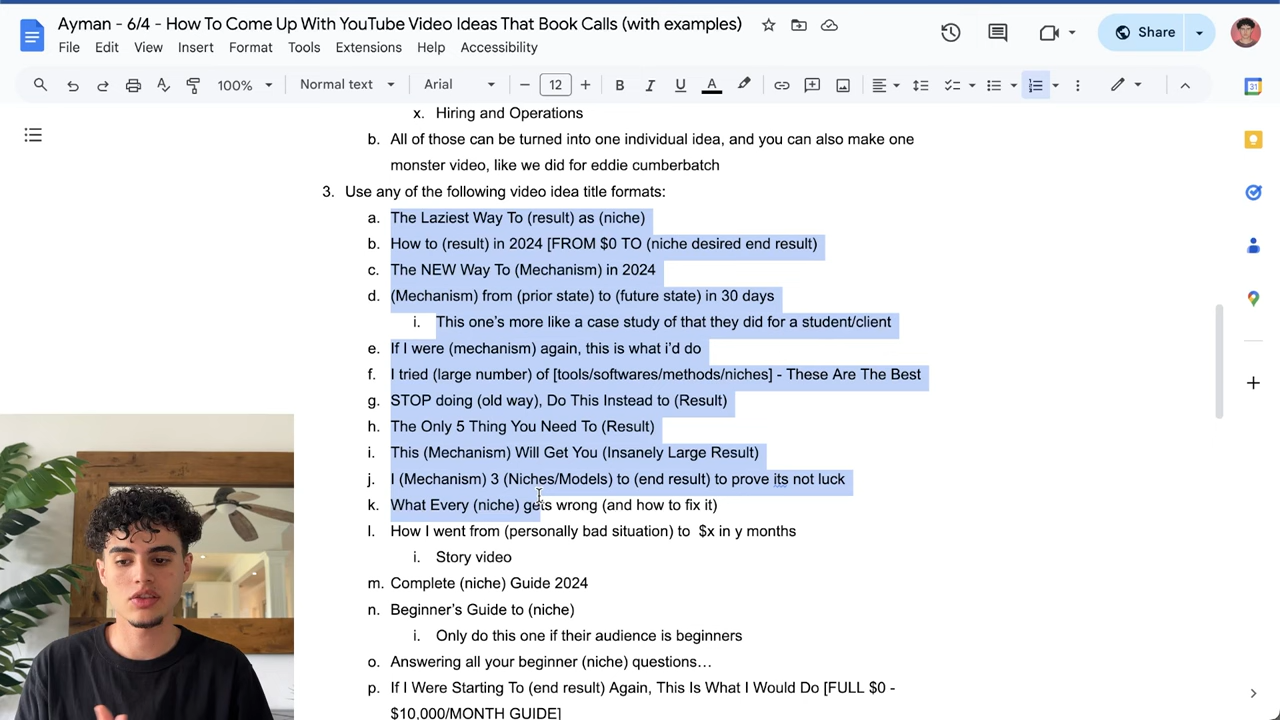 Ayman - 6/4 - How To Come Up With YouTube Video Ideas That Book Calls (with examples)
File Edit View Insert Format Tools Extensions Help Accessibility
Share
100% Normal text Arial 12 B I U A
31
x. Hiring and Operations
b. All of those can be turned into one individual idea, and you can also make one
monster video, like we did for eddie cumberbatch
3. Use any of the following video idea title formats:
a. The Laziest Way To (result) as (niche)
b. How to (result) in 2024 [FROM $0 TO (niche desired end result)
c. The NEW Way To (Mechanism) in 2024
d. (Mechanism) from (prior state) to (future state) in 30 days
i. This one's more like a case study of that they did for a student/client
e. If I were (mechanism) again, this is what i'd do
f. I tried (large number) of [tools/softwares/methods/niches] - These Are The Best
g. STOP doing (old way), Do This Instead to (Result)
h. The Only 5 Thing You Need To (Result)
i. This (Mechanism) Will Get You (Insanely Large Result)
j. I (Mechanism) 3 (Niches/Models) to (end result) to prove its not luck
k. What Every (niche) gets wrong (and how to fix it)
l. How I went from (personally bad situation) to $x in y months
i. Story video
m. Complete (niche) Guide 2024
n. Beginner's Guide to (niche)
i. Only do this one if their audience is beginners
o. Answering all your beginner (niche) questions…
p. If I Were Starting To (end result) Again, This Is What I Would Do [FULL $0 -
$10,000/MONTH GUIDE]